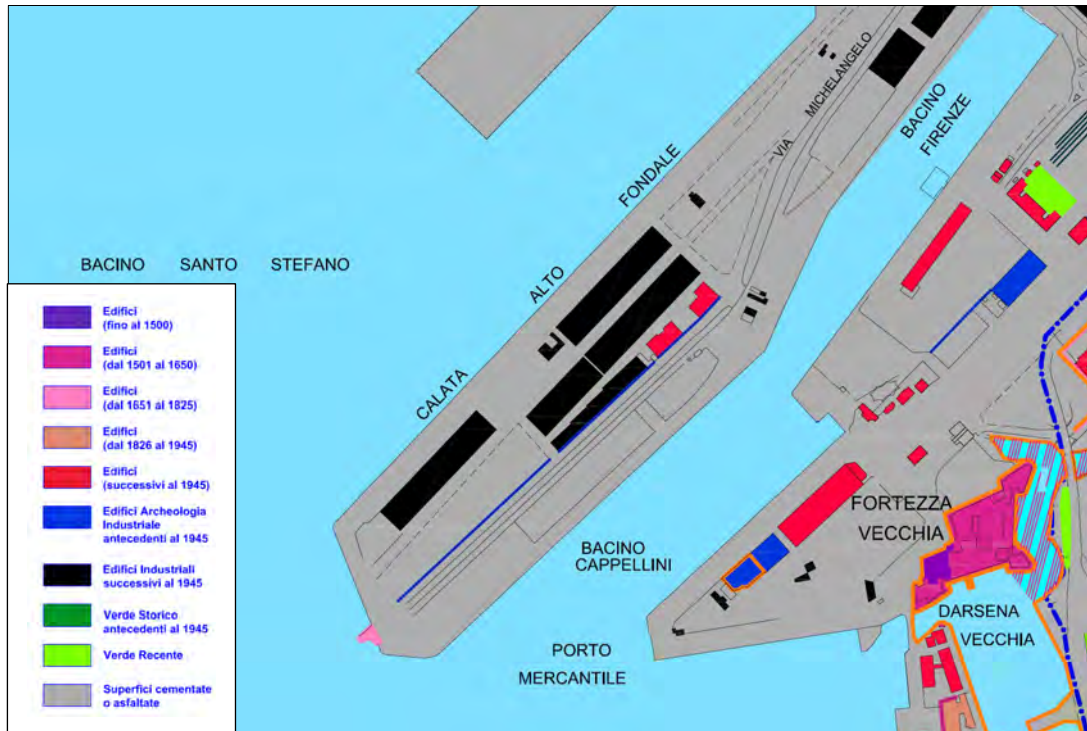 MICHELANGELO
VIA
BACINO
FIRENZE
FONDALE
ALTO
CALATA
BACINO SANTO STEFANO
Edifici
(fino al 1500)
Edifici
(dal 1501 al 1650)
Edifici
(dal 1651 al 1825)
Edifici
(dal 1826 al 1945)
Edifici
(successivi al 1945)
Edifici Archeologia
Industriale
antecedenti al 1945
Edifici Industriali
successivi al 1945
Verde Storico
antecedenti al 1945
Verde Recente
Superfici cementate
o asfaltate
BACINO
CAPPELLINI
FORTEZZA
VECCHIA
DARSENA
VECCHIA
PORTO
MERCANTILE